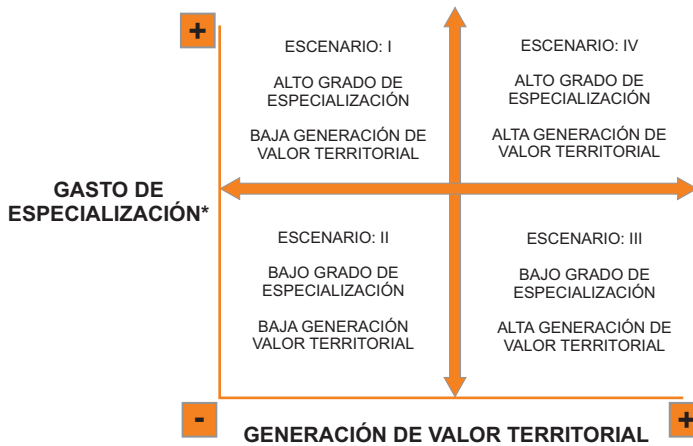 +
ESCENARIO: I
ALTO GRADO DE
ESPECIALIZACIÓN
BAJA GENERACIÓN DE
VALOR TERRITORIAL
ESCENARIO: IV
ALTO GRADO DE
ESPECIALIZACIÓN
ALTA GENERACIÓN DE
VALOR TERRITORIAL
GASTO DE
ESPECIALIZACIÓN*
ESCENARIO: II
BAJO GRADO DE
ESPECIALIZACIÓN
BAJA GENERACIÓN
VALOR TERRITORIAL
ESCENARIO: III
BAJO GRADO DE
ESPECIALIZACIÓN
ALTA GENERACIÓN DE
VALOR TERRITORIAL
-
GENERACIÓN DE VALOR TERRITORIAL
+